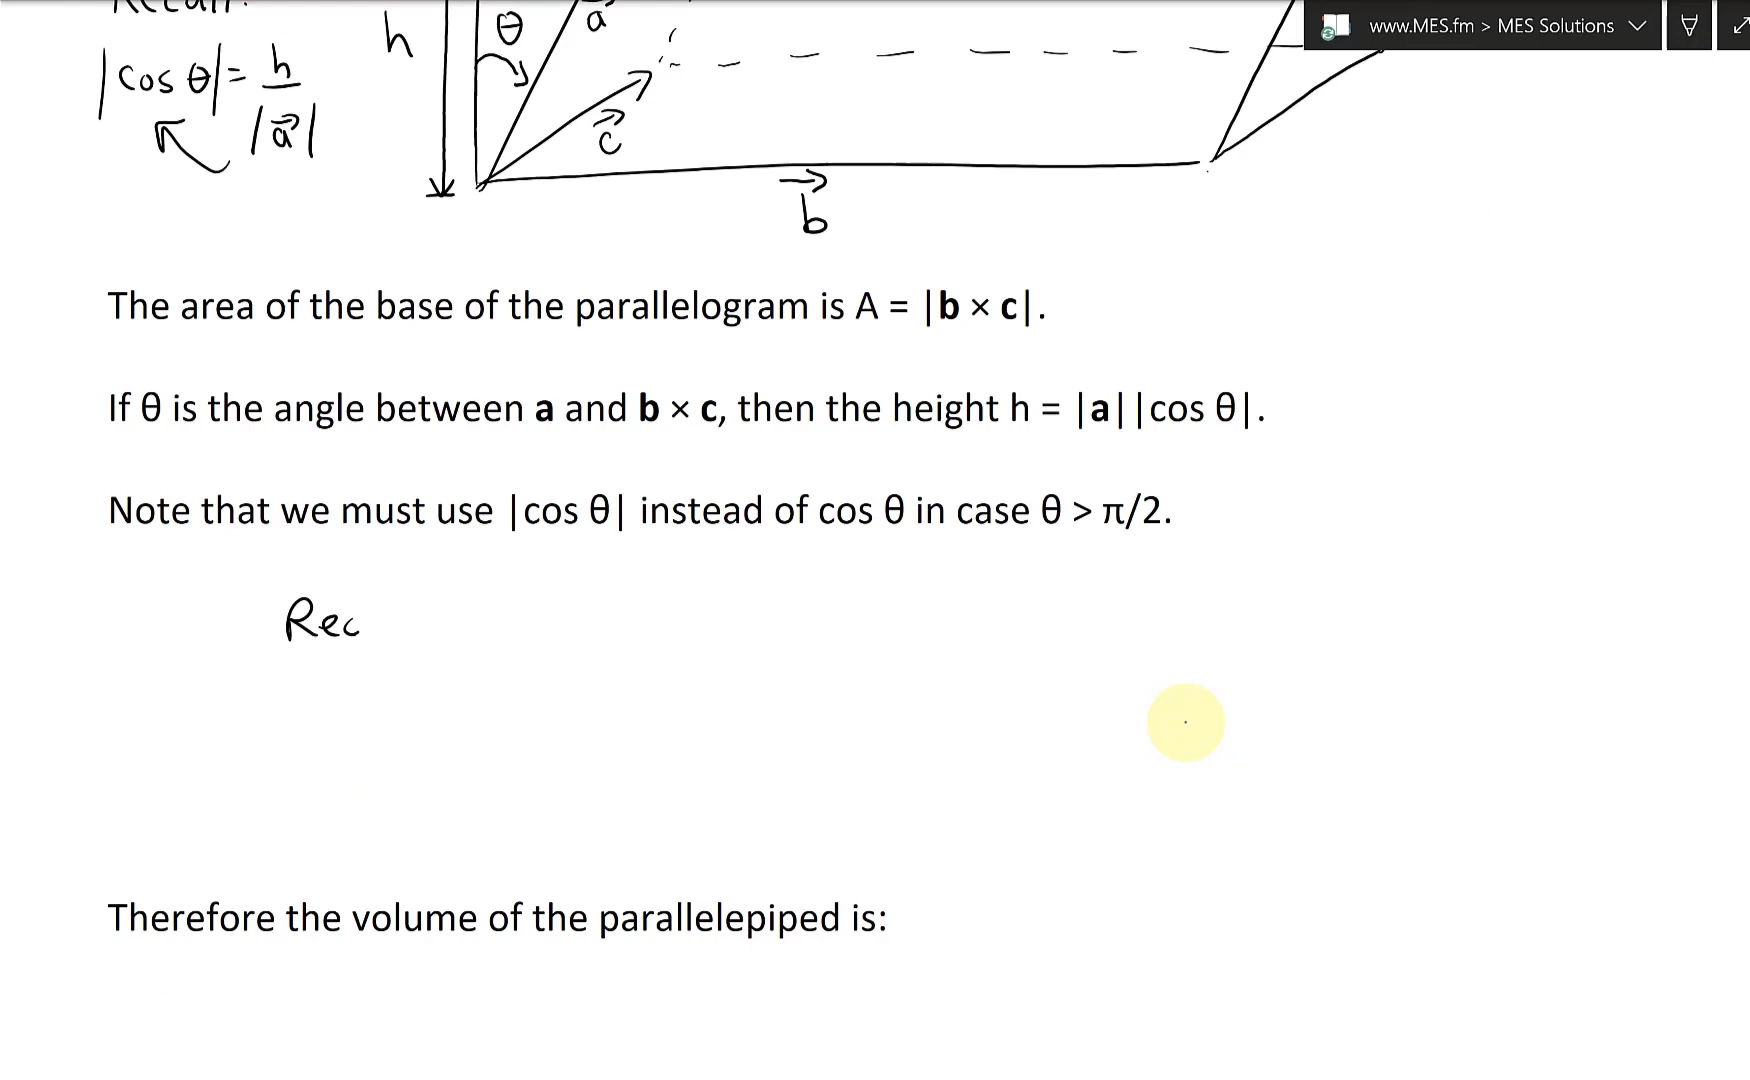 Recall:
www.MES.fm > MES Solutions
h
θ
a
|cos θ| = h
|a⃗|
c⃗
b⃗
The area of the base of the parallelogram is A = |b × c|.
If θ is the angle between a and b × c, then the height h = |a||cos θ|.
Note that we must use |cos θ| instead of cos θ in case θ > π/2.
Rec
Therefore the volume of the parallelepiped is: